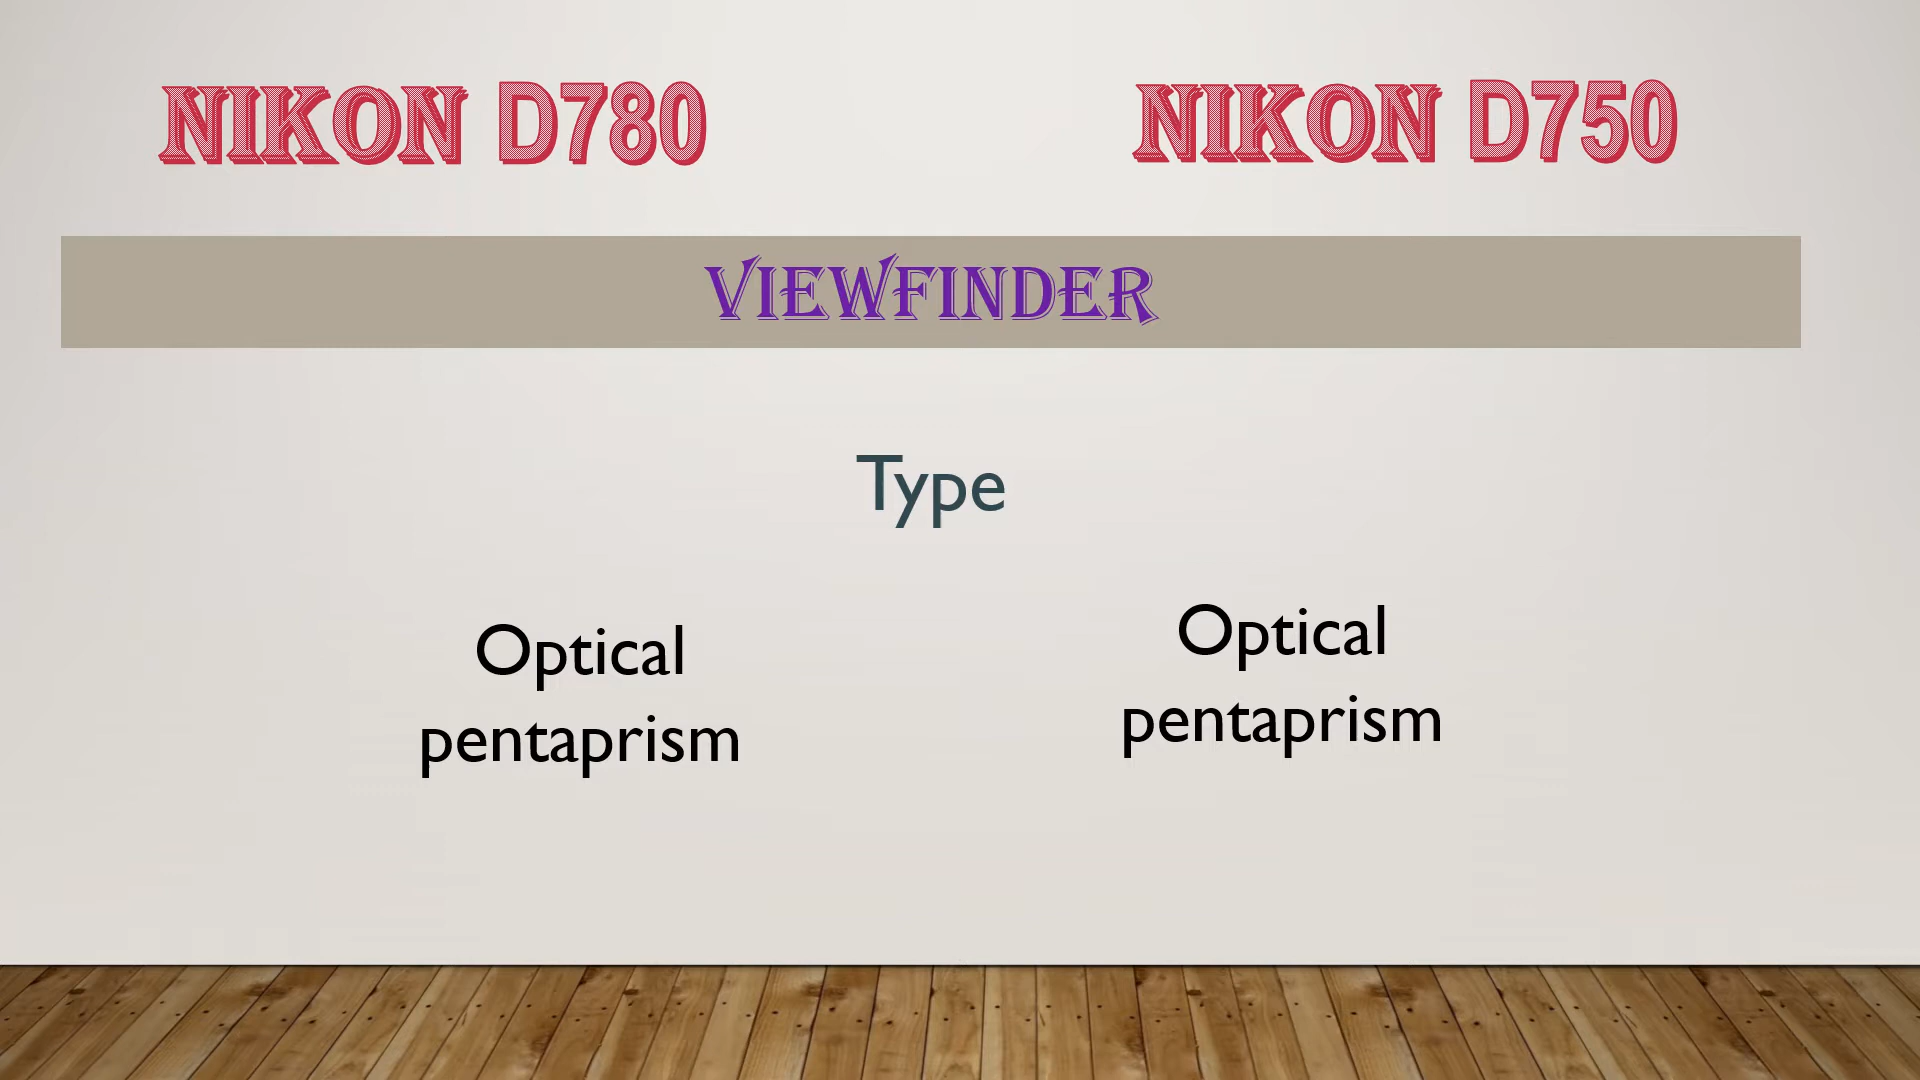 NIKON D780
NIKON D750
VIEWFINDER
Type
Optical
pentaprism
Optical
pentaprism